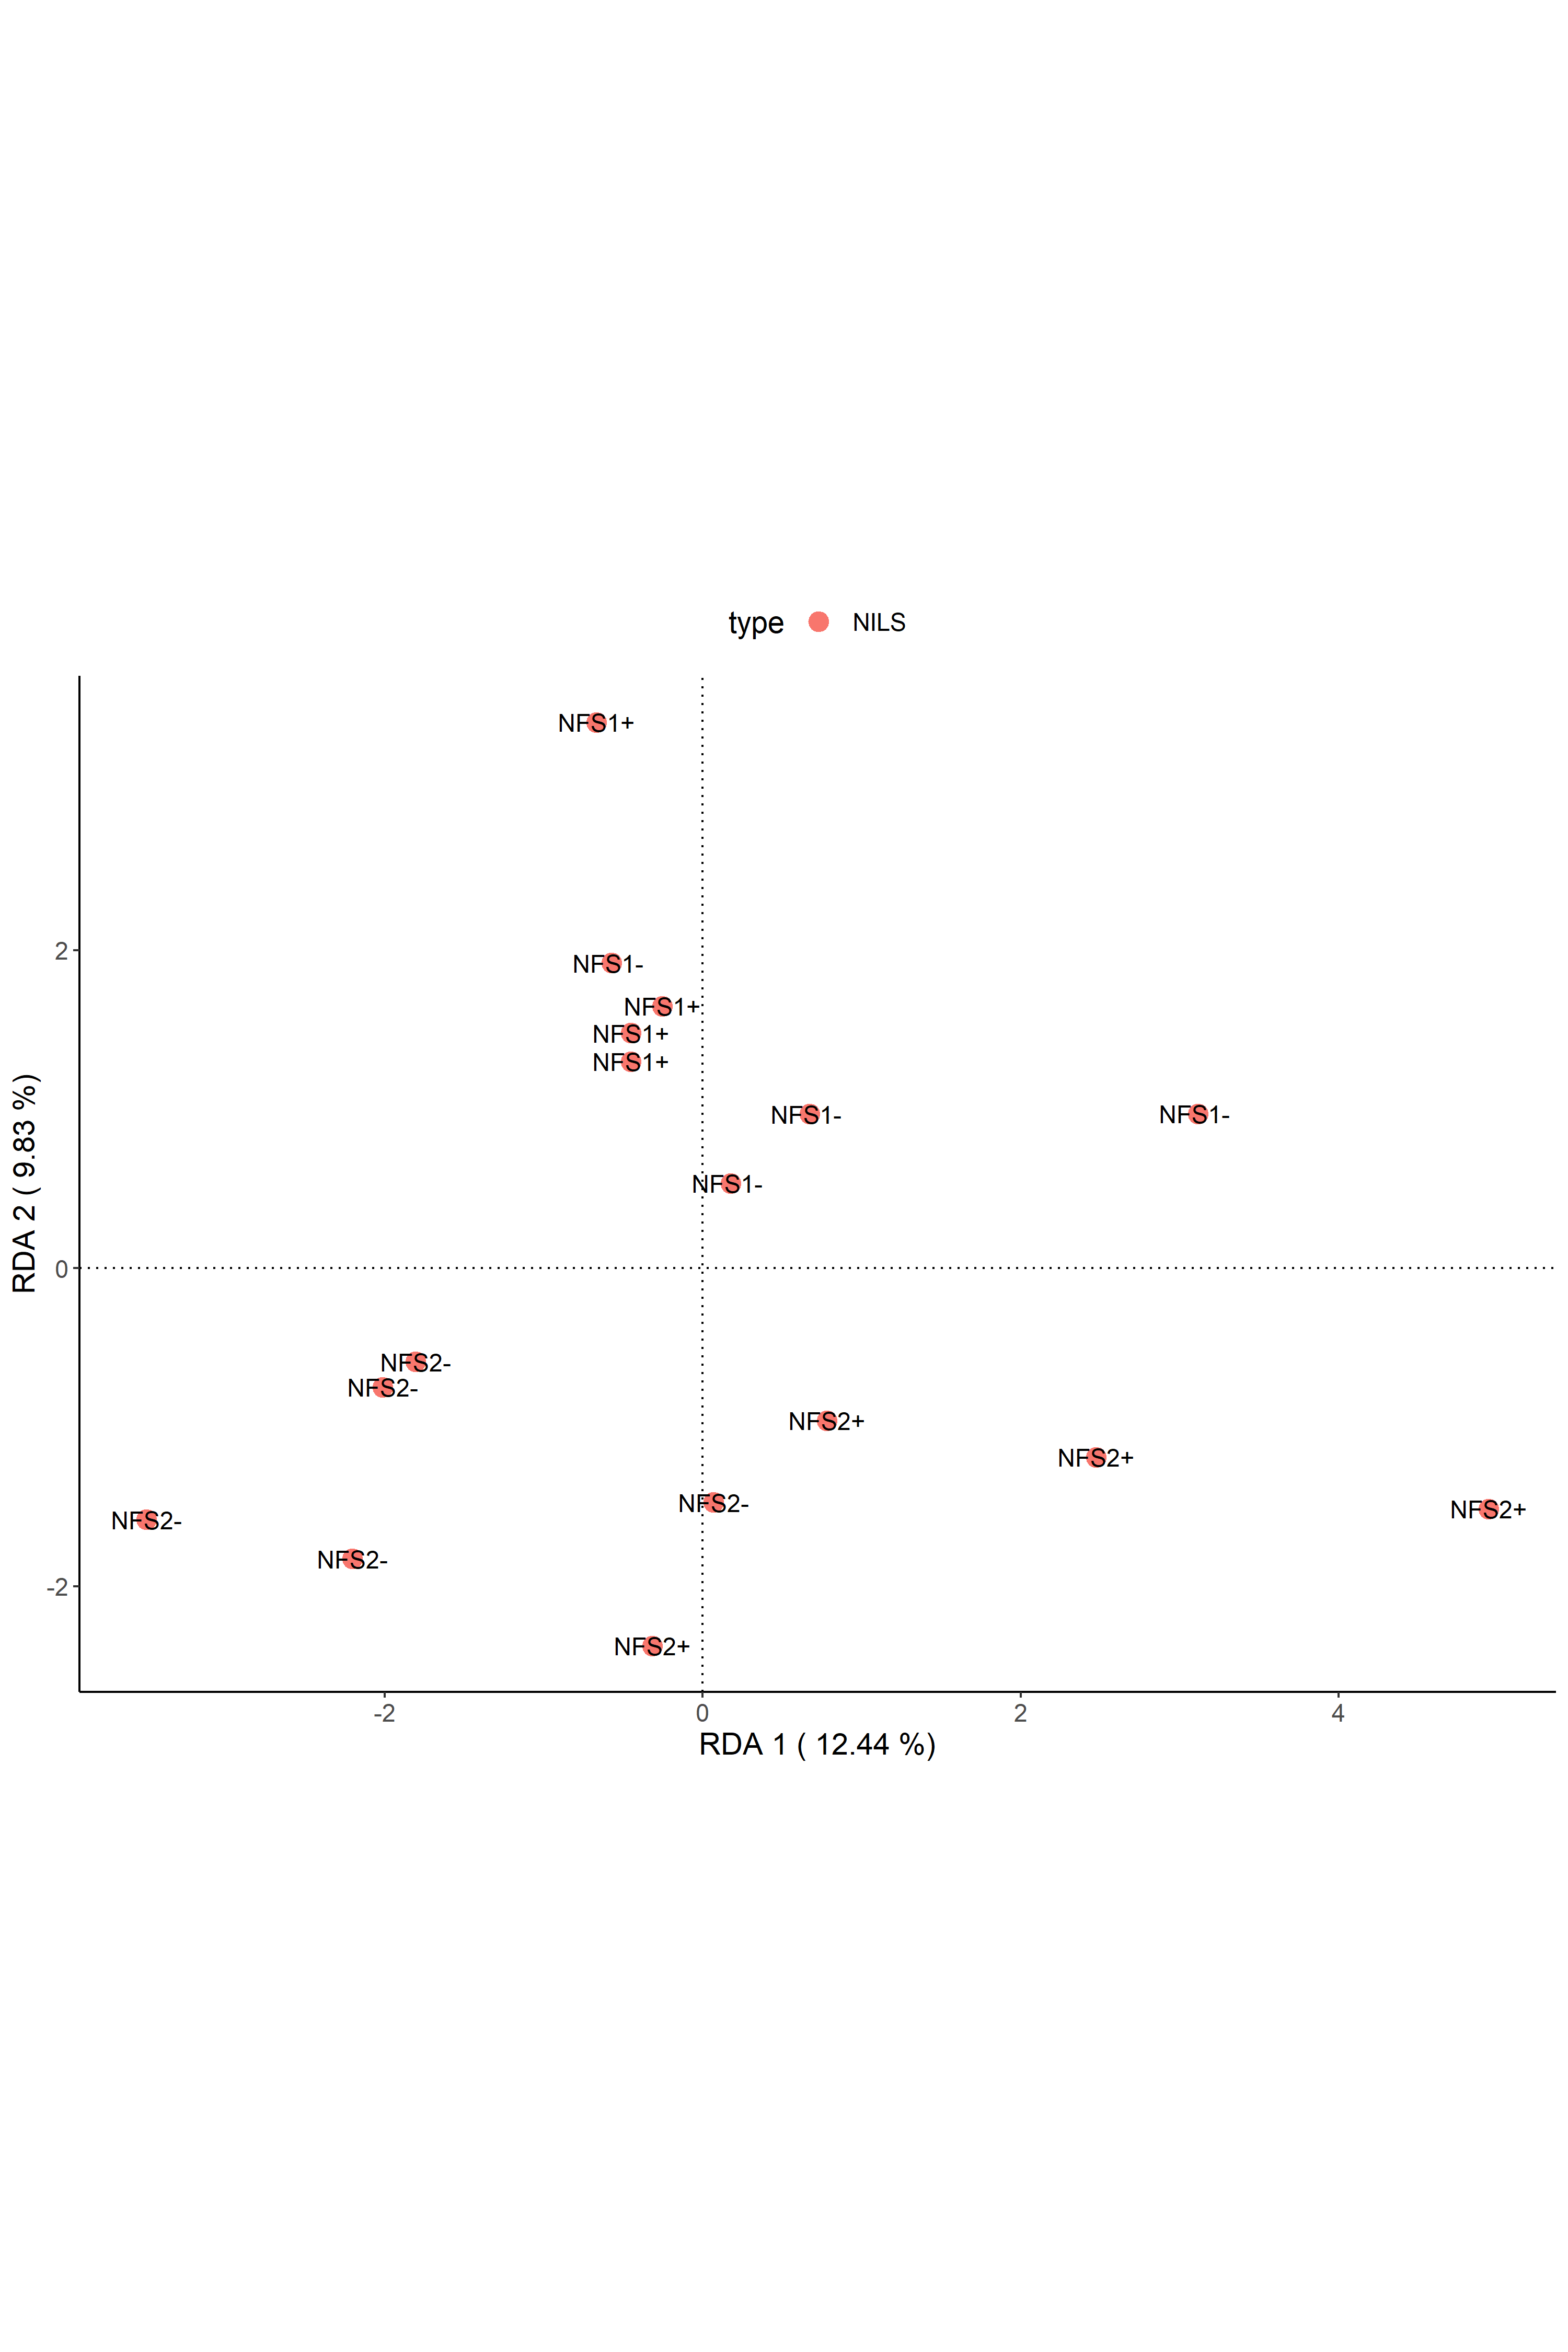 type NILS
NFS1+
2
NFS1-
NFS1+
NFS1+
NFS1+
NFS1-
NFS1-
NFS1-
RDA 2 ( 9.83 %)
0
NFS2-
NFS2-
NFS2+
NFS2+
NFS2-
NFS2+
NFS2-
NFS2-
-2
NFS2+
-2 0 2 4
RDA 1 ( 12.44 %)